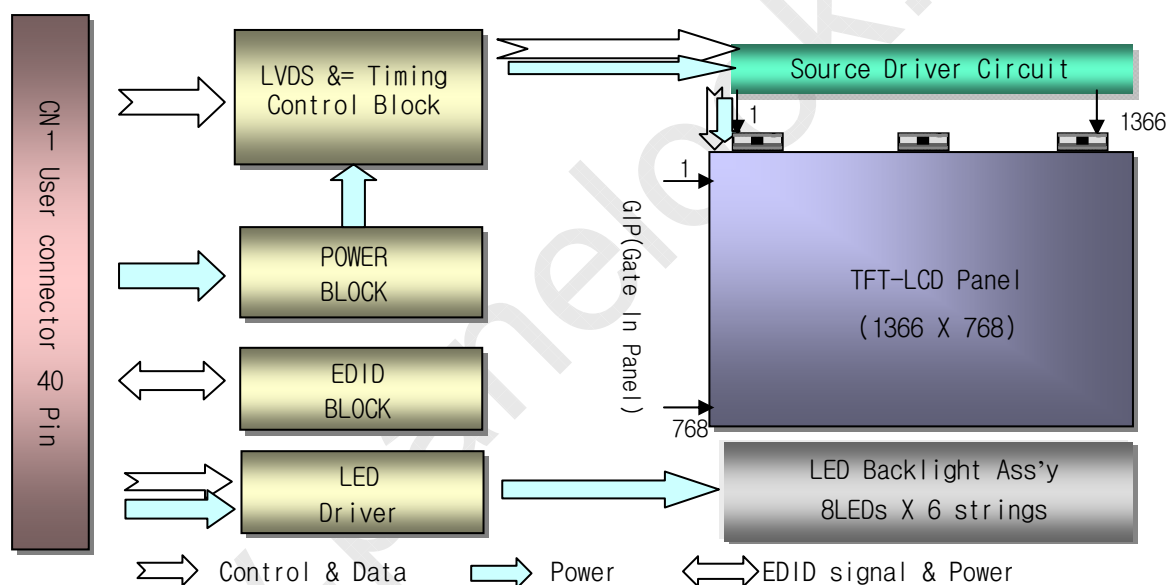 CN-1 User connector 40 Pin
LVDS &= Timing
Control Block
POWER
BLOCK
EDID
BLOCK
LED
Driver
Source Driver Circuit
1
1366
1
GIP(Gate In Panel)
768
TFT-LCD Panel
(1366 X 768)
LED Backlight Ass'y
8LEDs X 6 strings
Control & Data
Power
EDID signal & Power